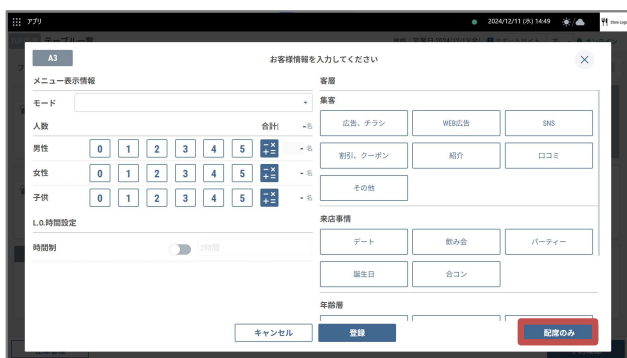 アプリ
2024/12/11 (水) 14:49
A3
お客様情報を入力してください
メニュー表示情報
モード
人数 合計 -名
男性 0 1 2 3 4 5 -名
女性 0 1 2 3 4 5 -名
子供 0 1 2 3 4 5 -名
L.O.時間設定
時間制 2時間
客層
集客
広告、チラシ WEB広告 SNS
割引、クーポン 紹介 口コミ
その他
来店事情
デート 飲み会 パーティー
誕生日 合コン
年齢層
キャンセル 登録 配席のみ